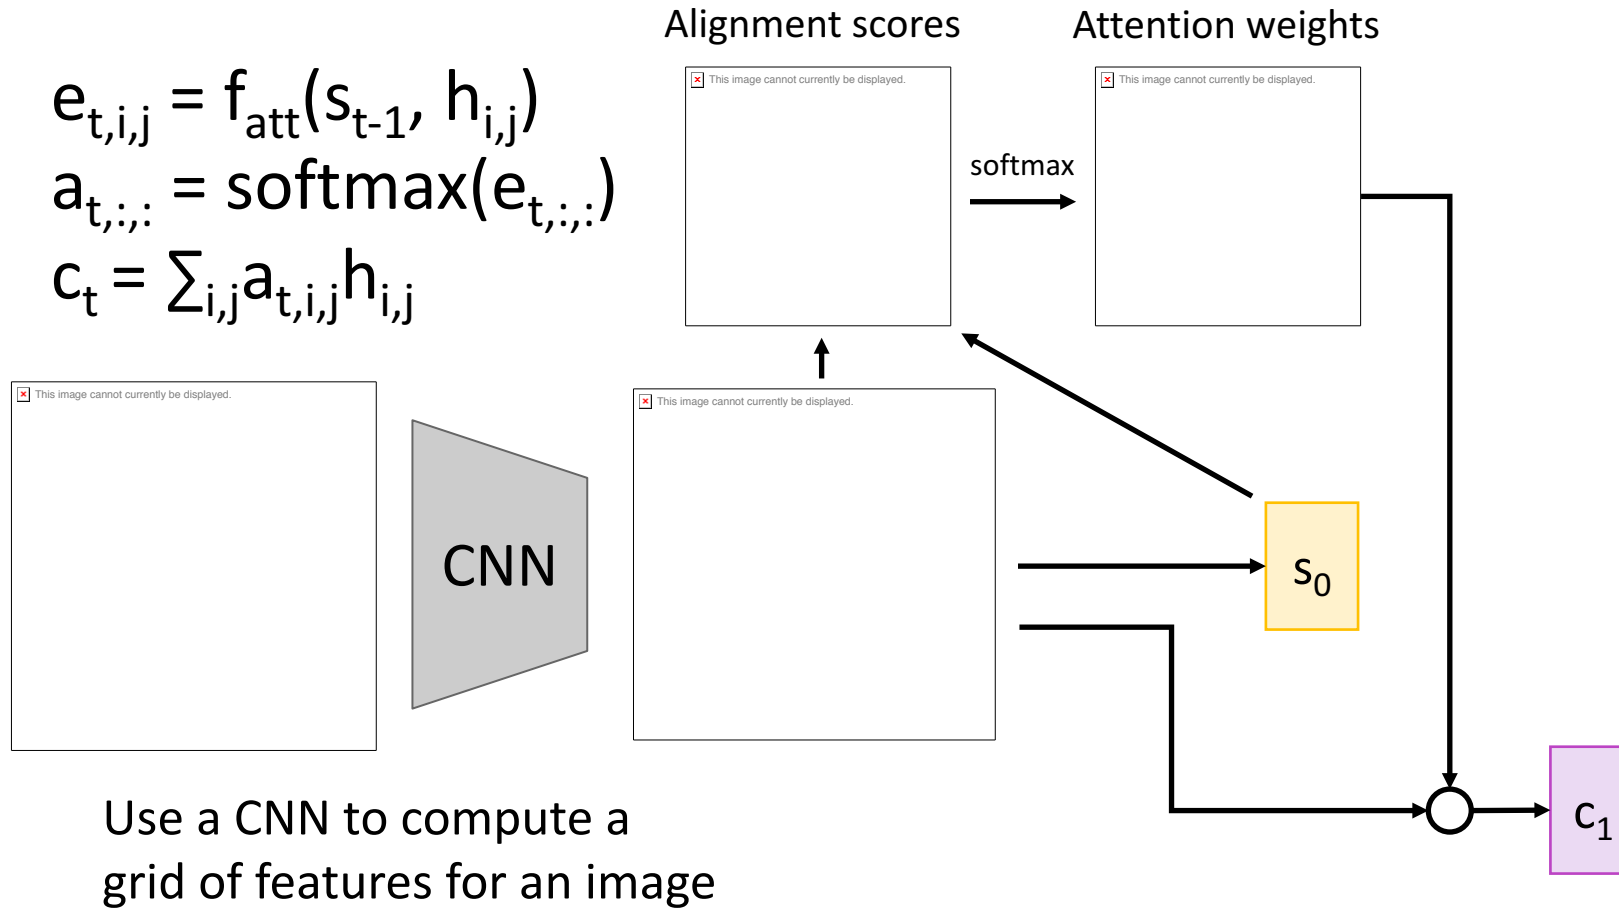 Alignment scores
Attention weights
e_{t,i,j} = f_{att}(s_{t-1}, h_{i,j})
a_{t,:,:} = softmax(e_{t,:,:})
c_t = ∑_{i,j}a_{t,i,j}h_{i,j}
This image cannot currently be displayed.
softmax
This image cannot currently be displayed.
This image cannot currently be displayed.
CNN
This image cannot currently be displayed.
s_0
c_1
Use a CNN to compute a
grid of features for an image